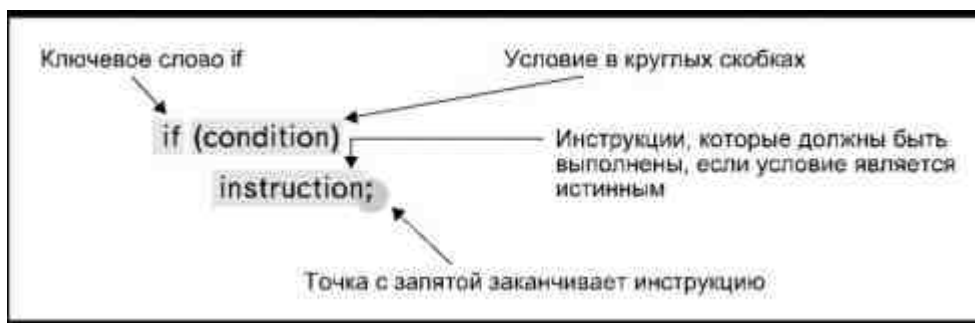 Ключевое слово if
Условие в круглых скобках
if (condition)
Инструкции, которые должны быть
выполнены, если условие является
истинным
instruction;
Точка с запятой заканчивает инструкцию